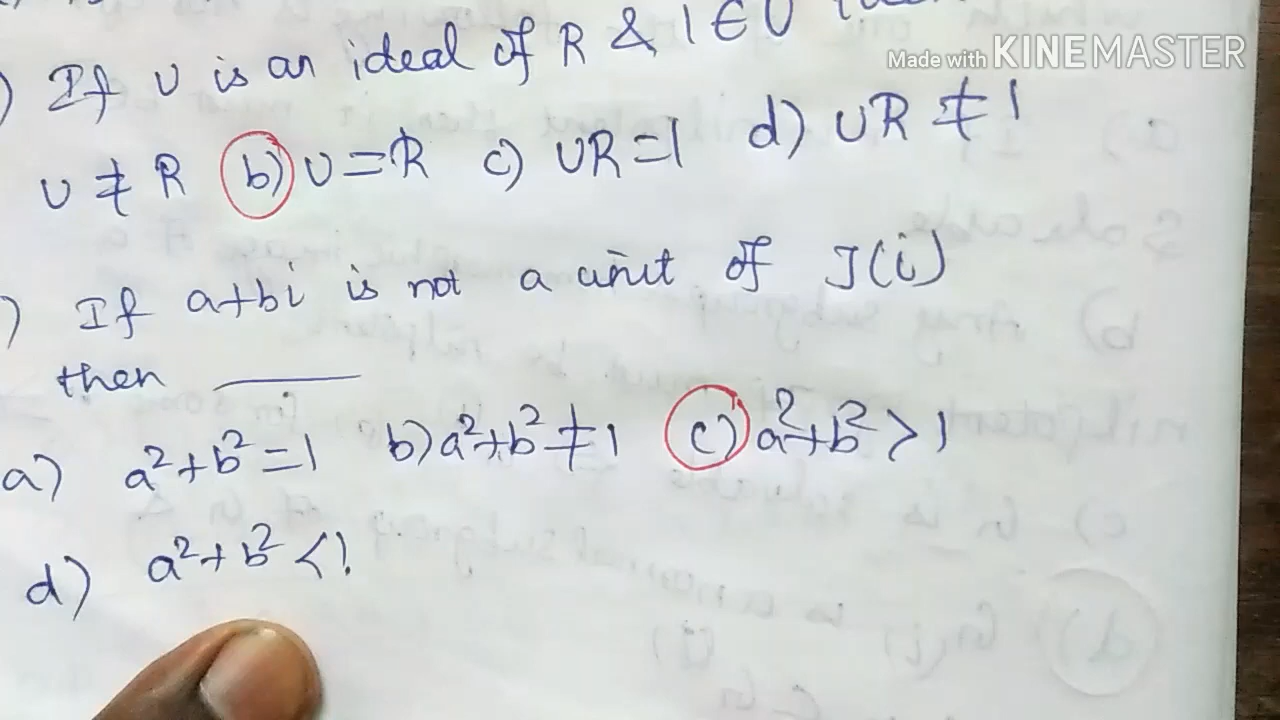 ) If U is an ideal of R & 1 ∈ U
Made with KINEMASTER
U ≠ R b) U = R c) UR = 1 d) UR ≠ 1
) If a+bi is not a unit of J(i)
then ______
a) a²+b²=1 b) a²+b²≠1 c) a²+b²>1
d) a²+b²<1